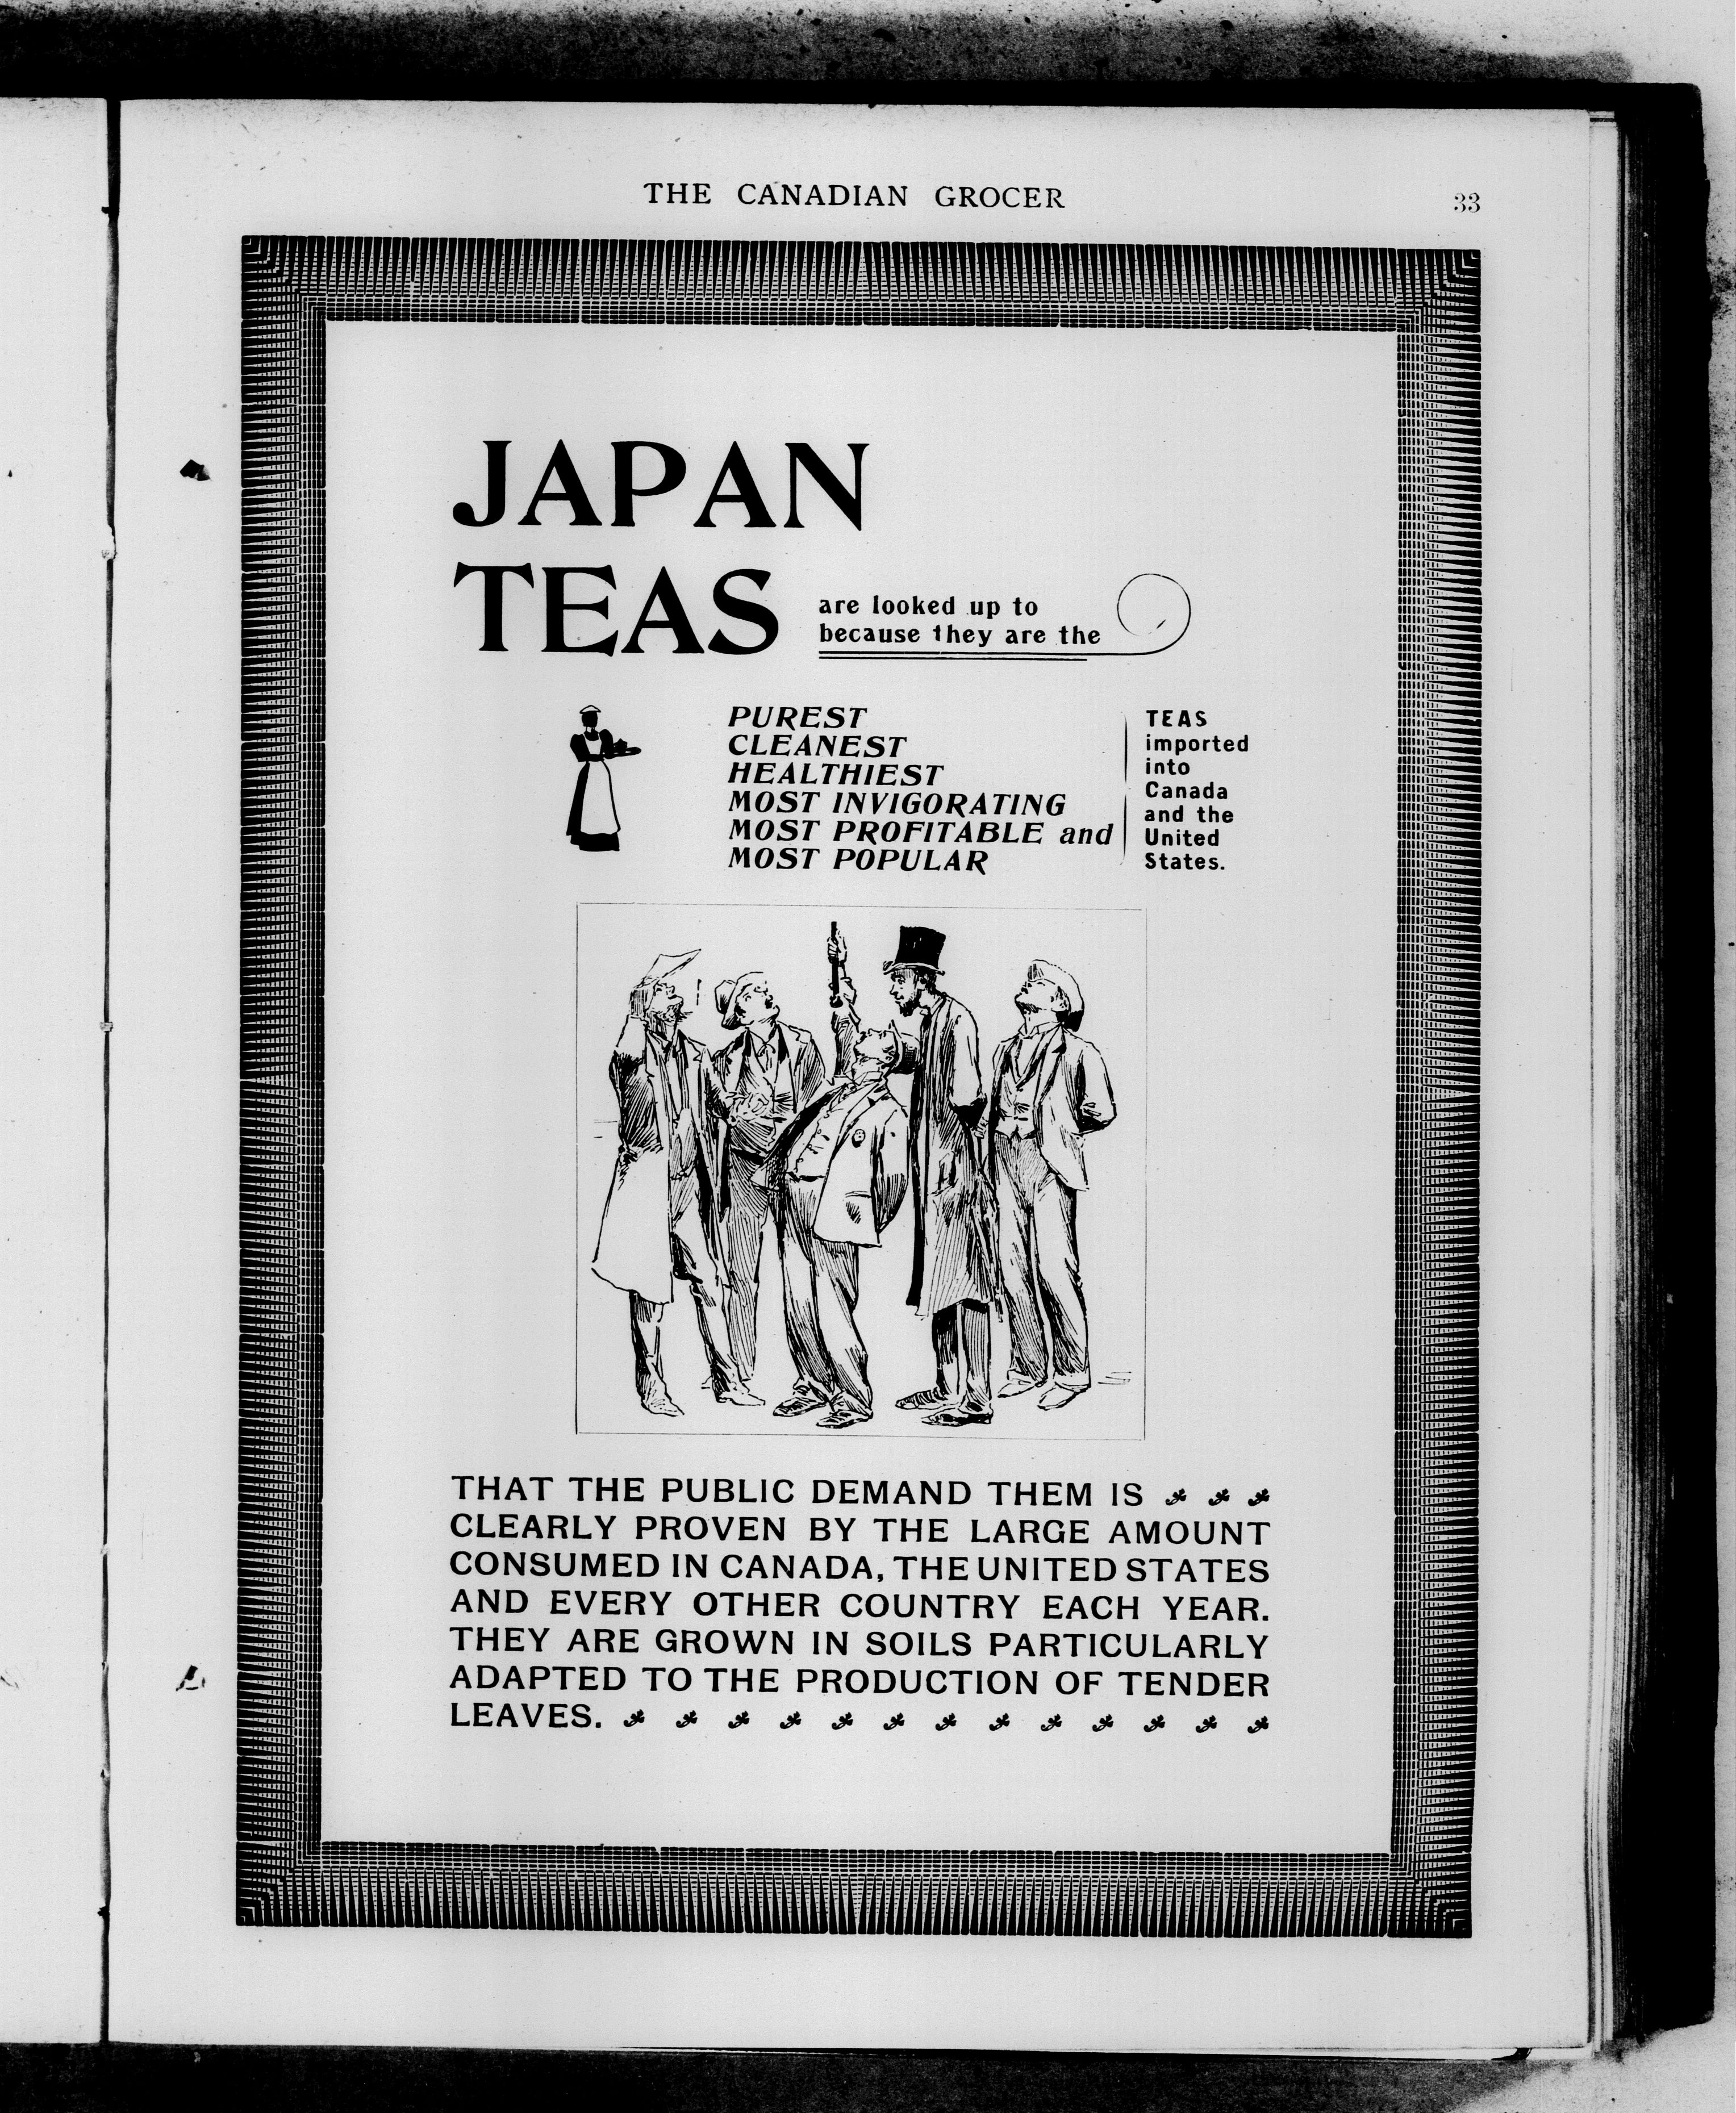 THE CANADIAN GROCER
33
JAPAN
TEAS
are looked up to
because they are the
PUREST
CLEANEST
HEALTHIEST
MOST INVIGORATING
MOST PROFITABLE and
MOST POPULAR
TEAS
imported
into
Canada
and the
United
States.
THAT THE PUBLIC DEMAND THEM IS
CLEARLY PROVEN BY THE LARGE AMOUNT
CONSUMED IN CANADA, THE UNITED STATES
AND EVERY OTHER COUNTRY EACH YEAR.
THEY ARE GROWN IN SOILS PARTICULARLY
ADAPTED TO THE PRODUCTION OF TENDER
LEAVES.